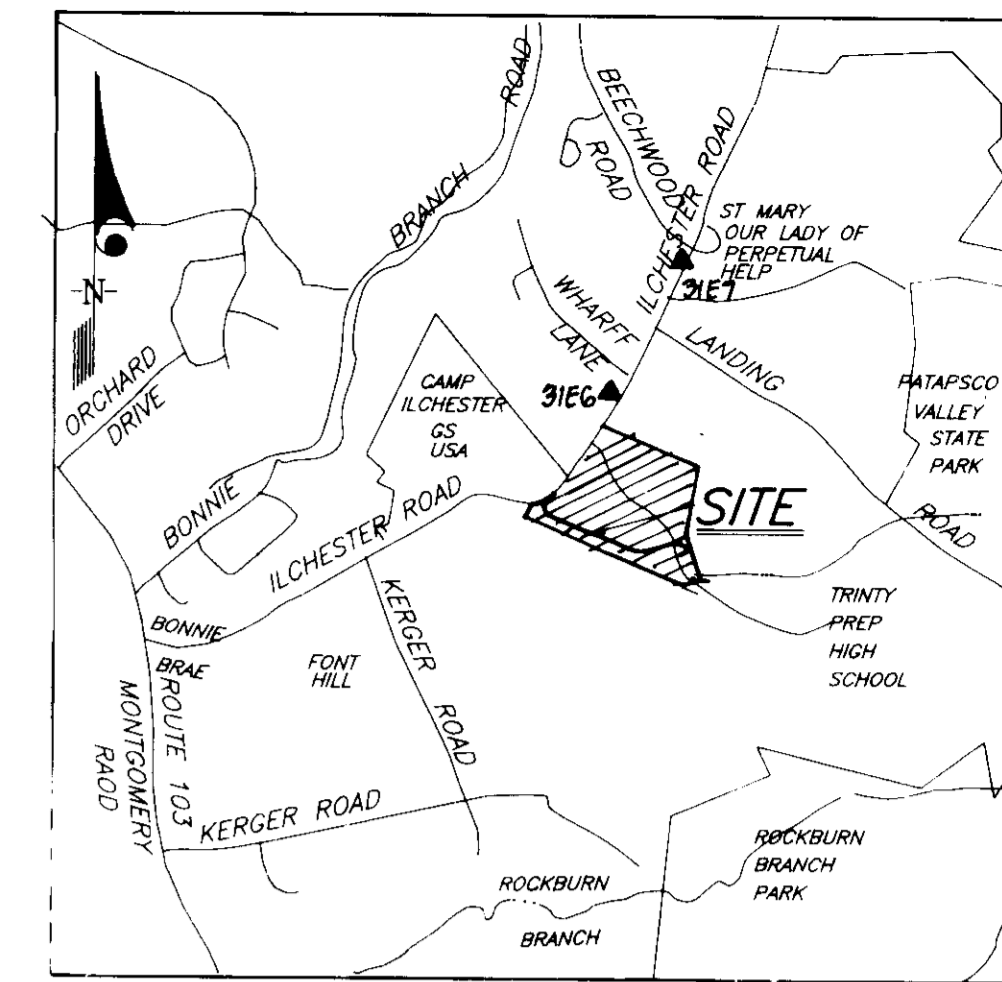 ROAD
BRANCH
BONNIE
BEECHWOOD
ROAD
ILCHESTER ROAD
ST MARY
OUR LADY OF
PERPETUAL
HELP
31E7
N
WHARFF
LANE
LANDING
ROAD
ORCHARD
DRIVE
CAMP
ILCHESTER
GS
USA
31E6
PATAPSCO
VALLEY
STATE
PARK
SITE
ILCHESTER ROAD
BONNIE
BRAE
FONT
HILL
KERGER ROAD
TRINTY
PREP
HIGH
SCHOOL
ROUTE 103
MONTGOMERY
RAOD
KERGER ROAD
ROCKBURN
BRANCH
PARK
ROCKBURN
BRANCH